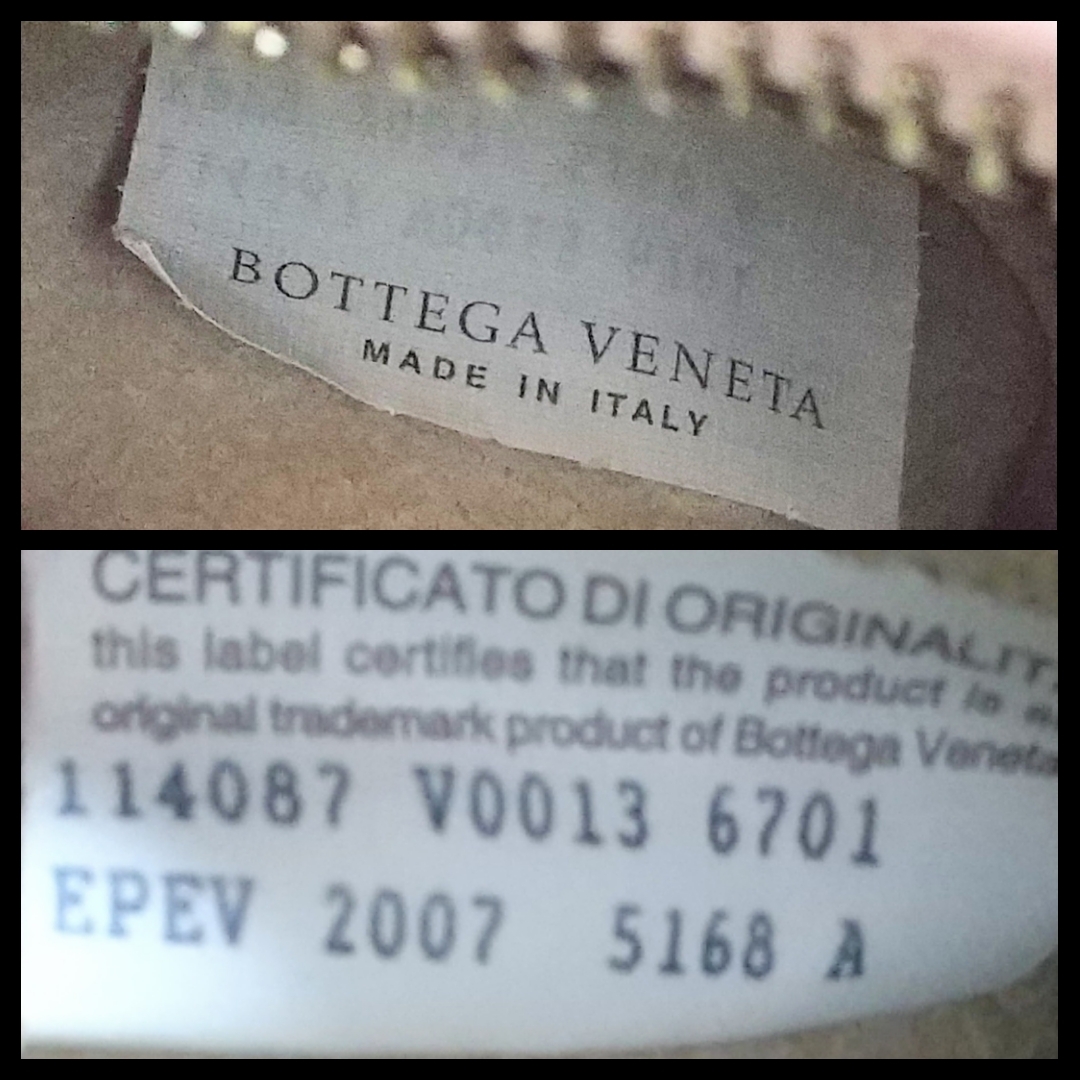 BOTTEGA VENETA
MADE IN ITALY
CERTIFICATO DI ORIGINALIT
this label certifies that the product is
original trademark product of Bottega Veneta
114087 V0013 6701
EPEV 2007 5168 A